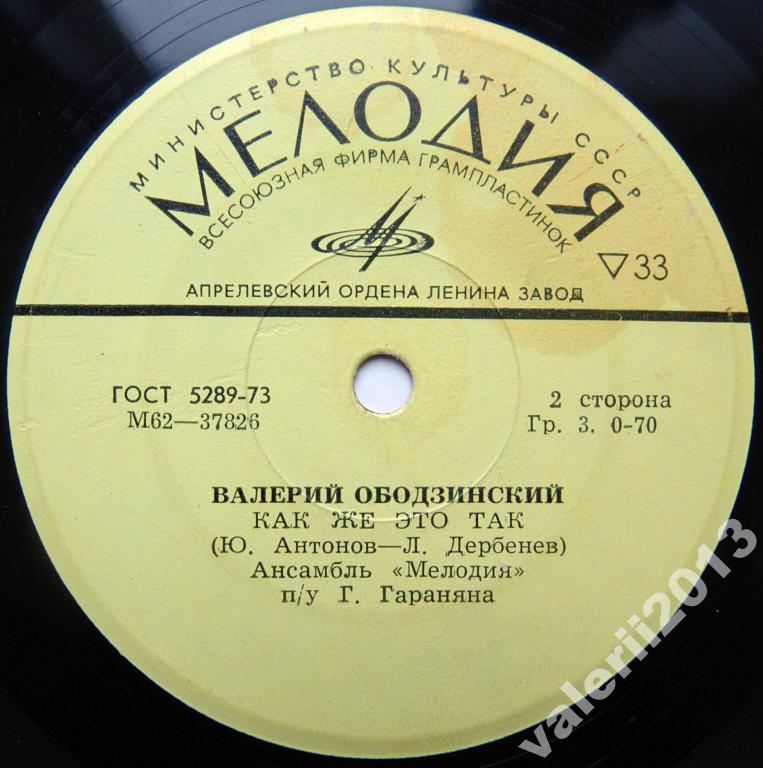 МИНИСТЕРСТВО КУЛЬТУРЫ СССР
МЕЛОДИЯ
ВСЕСОЮЗНАЯ ФИРМА ГРАМПЛАСТИНОК
▽33
АПРЕЛЕВСКИЙ ОРДЕНА ЛЕНИНА ЗАВОД
ГОСТ 5289-73
М62—37826
2 сторона
Гр. 3. 0-70
ВАЛЕРИЙ ОБОДЗИНСКИЙ
КАК ЖЕ ЭТО ТАК
(Ю. Антонов—Л. Дербенев)
Ансамбль «Мелодия»
п/у Г. Гараняна
valerii2013